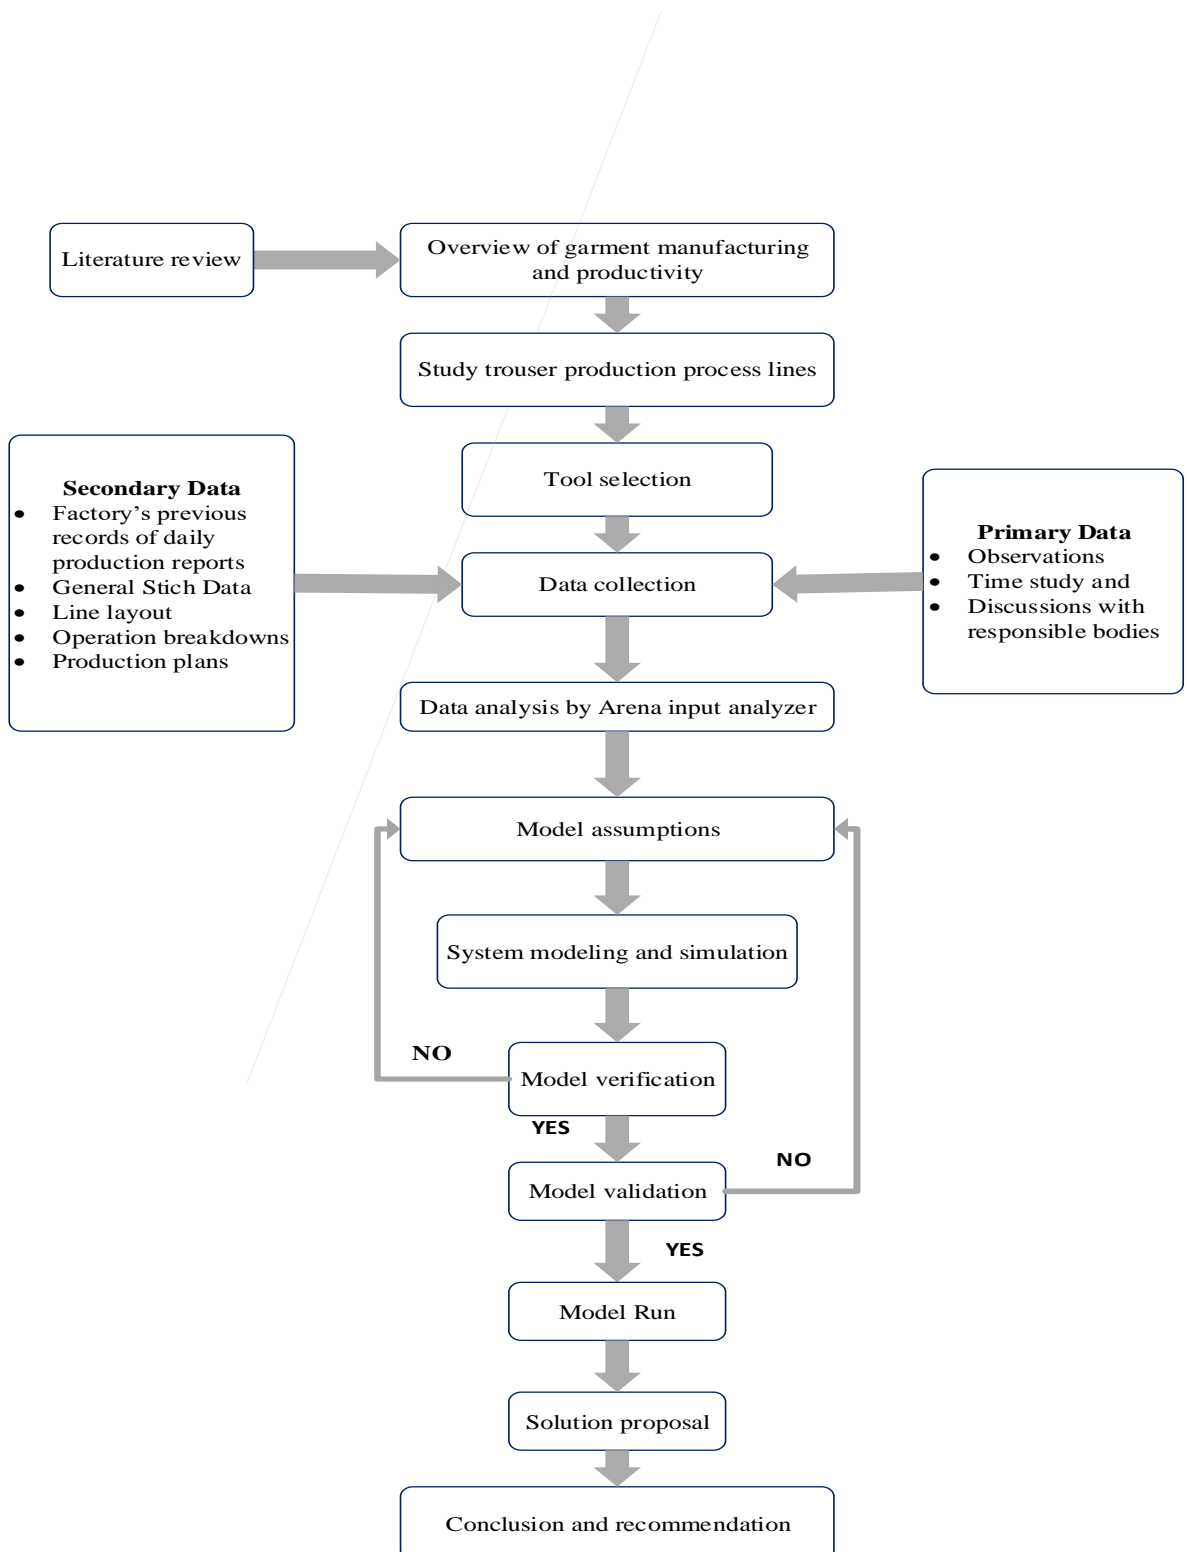 Literature review
Overview of garment manufacturing
and productivity
Study trouser production process lines
Tool selection
Secondary Data
• Factory’s previous
records of daily
production reports
• General Stich Data
• Line layout
• Operation breakdowns
• Production plans
Data collection
Primary Data
• Observations
• Time study and
• Discussions with
responsible bodies
Data analysis by Arena input analyzer
Model assumptions
System modeling and simulation
NO
Model verification
YES
NO
Model validation
YES
Model Run
Solution proposal
Conclusion and recommendation